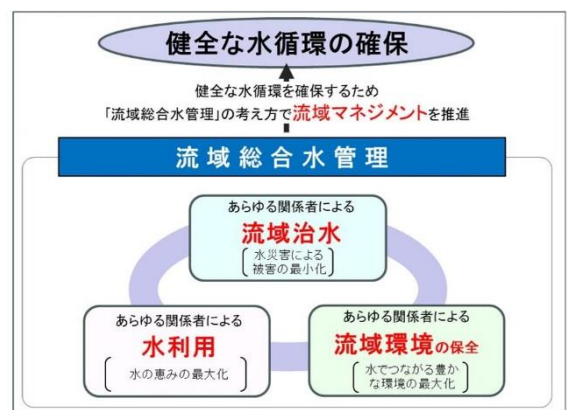 健全な水循環の確保
健全な水循環を確保するため
「流域総合水管理」の考え方で流域マネジメントを推進
流域総合水管理
あらゆる関係者による
流域治水
水災害による
被害の最小化
あらゆる関係者による
水利用
水の恵みの最大化
あらゆる関係者による
流域環境の保全
水でつながる豊か
な環境の最大化